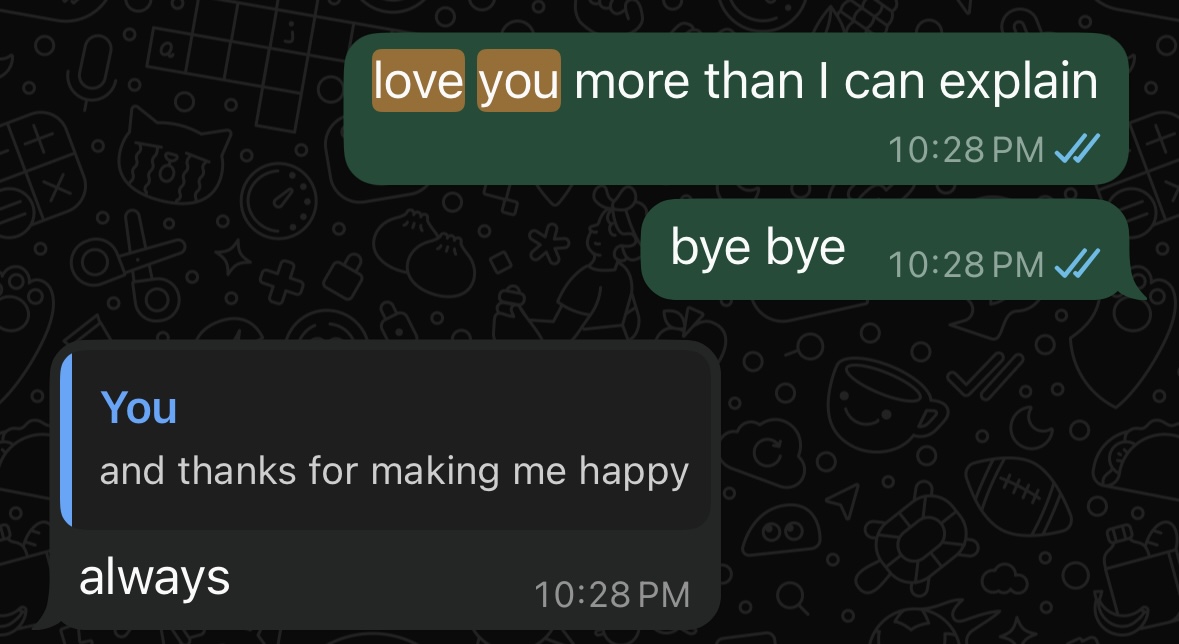 love you more than I can explain
10:28 PM
bye bye 10:28 PM
You
and thanks for making me happy
always 10:28 PM